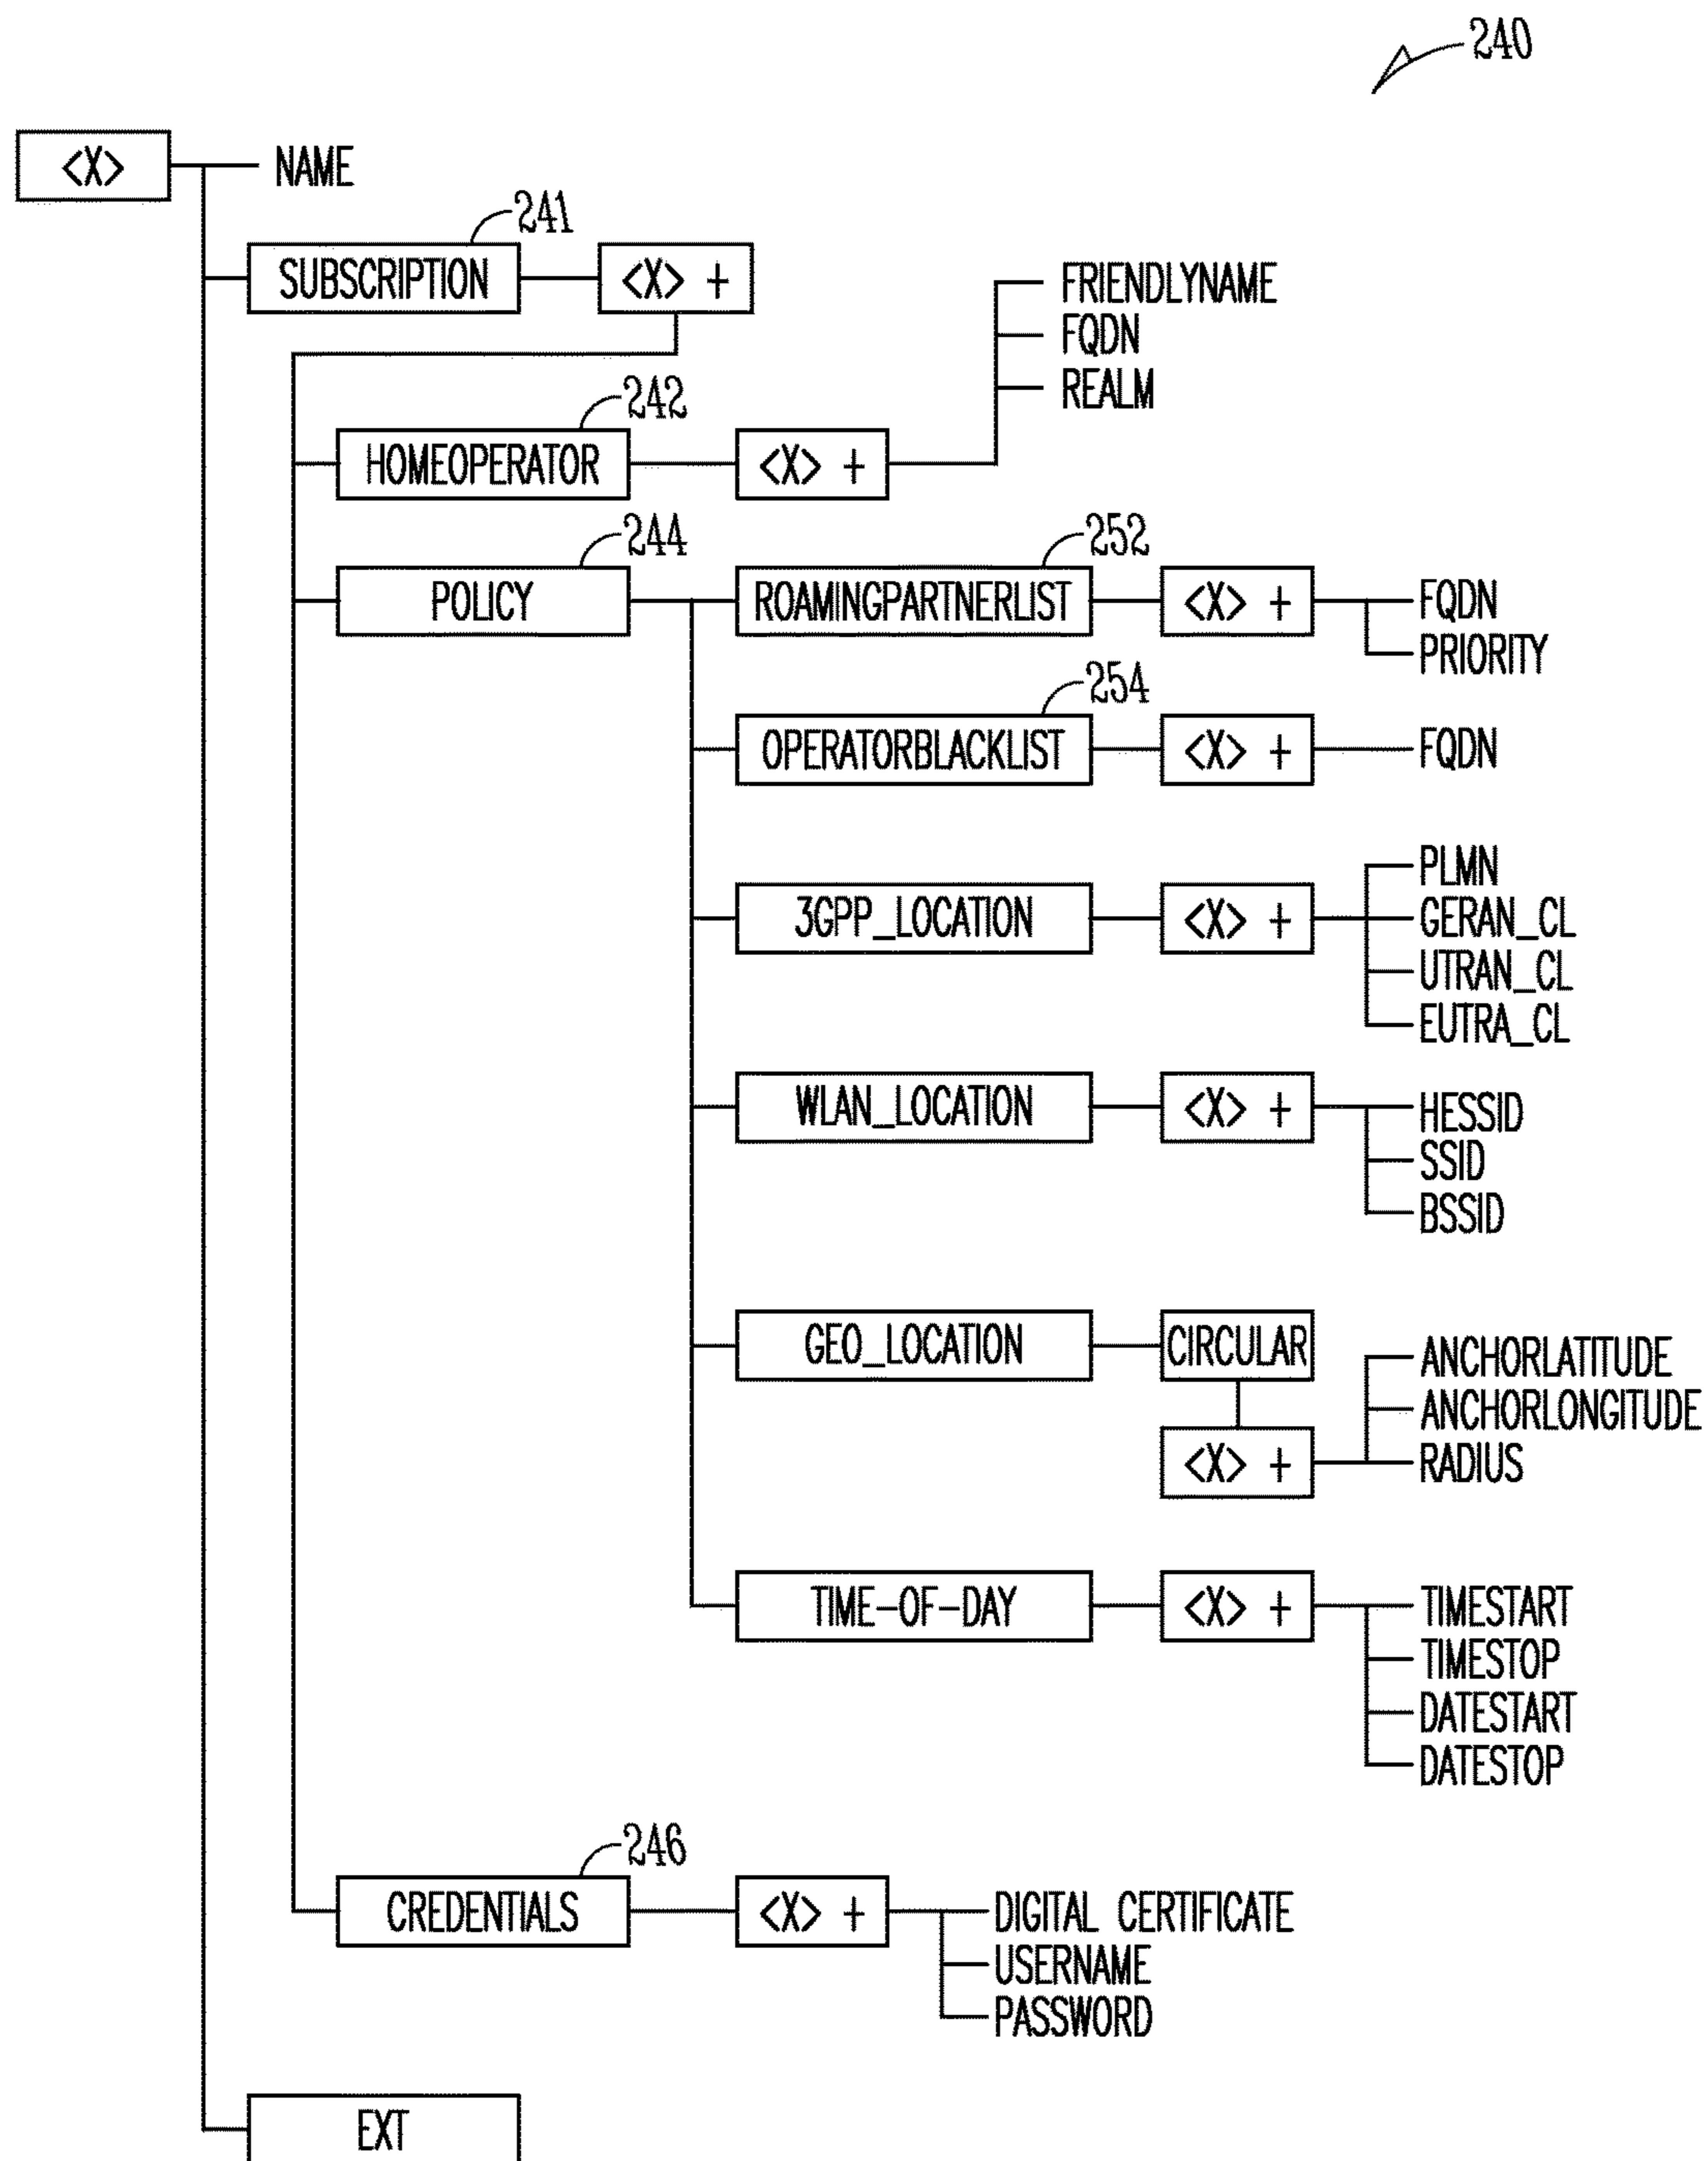 240
<X>
NAME
241
SUBSCRIPTION
<X> +
FRIENDLYNAME
FQDN
REALM
242
HOMEOPERATOR
<X> +
244
POLICY
252
ROAMINGPARTNERLIST
<X> +
FQDN
PRIORITY
254
OPERATORBLACKLIST
<X> +
FQDN
3GPP_LOCATION
<X> +
PLMN
GERAN_CL
UTRAN_CL
EUTRA_CL
WLAN_LOCATION
<X> +
HESSID
SSID
BSSID
GEO_LOCATION
CIRCULAR
<X> +
ANCHORLATITUDE
ANCHORLONGITUDE
RADIUS
TIME-OF-DAY
<X> +
TIMESTART
TIMESTOP
DATESTART
DATESTOP
246
CREDENTIALS
<X> +
DIGITAL CERTIFICATE
USERNAME
PASSWORD
EXT